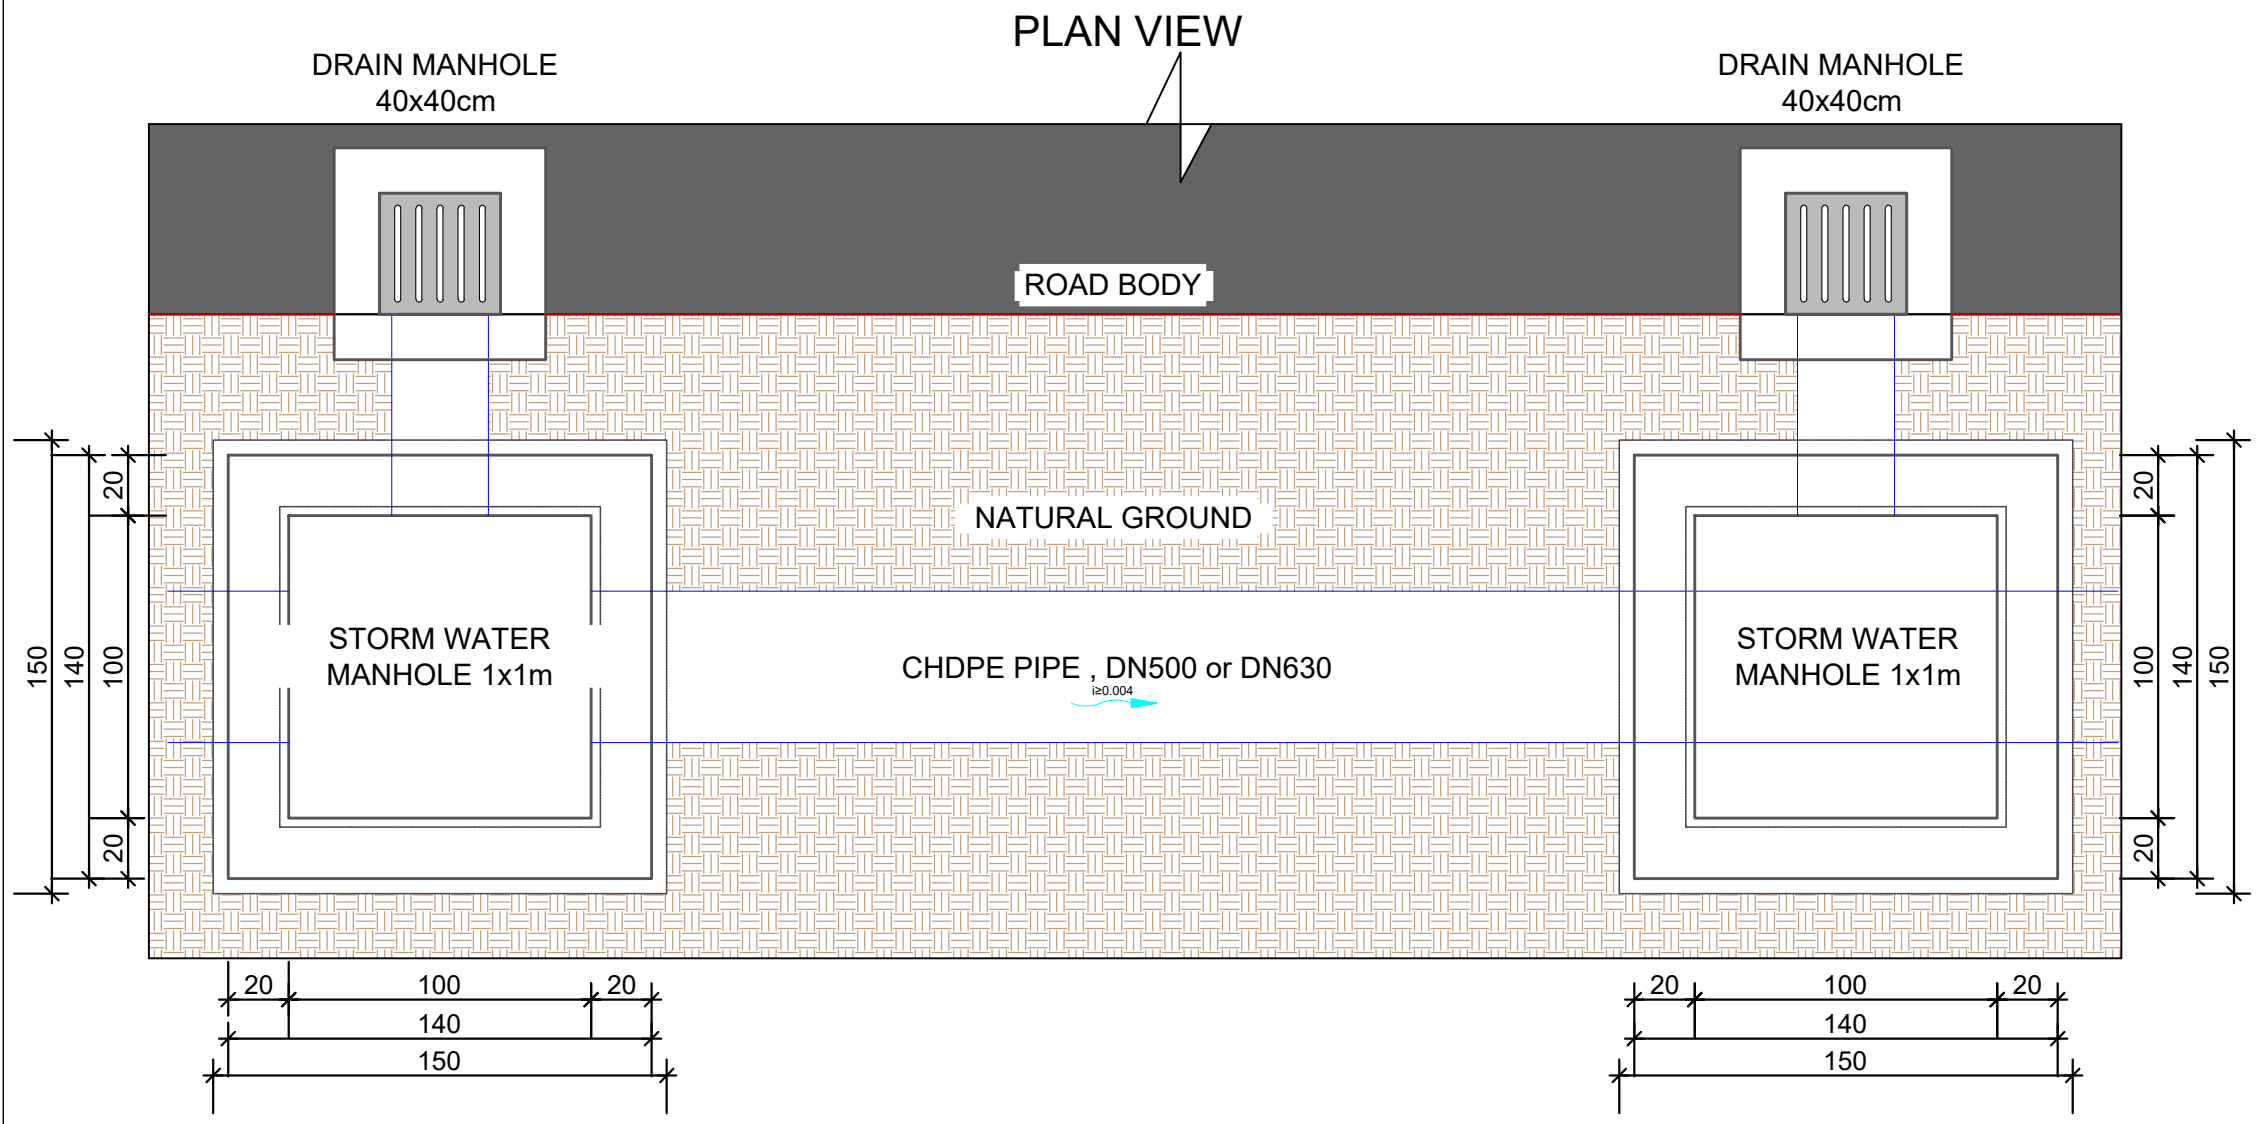 PLAN VIEW
DRAIN MANHOLE
40x40cm
DRAIN MANHOLE
40x40cm
ROAD BODY
NATURAL GROUND
STORM WATER
MANHOLE 1x1m
CHDPE PIPE , DN500 or DN630
i≥0.004
STORM WATER
MANHOLE 1x1m
150
140
20
100
20
20
100
20
140
150
20 100 20
140
150
20 100 20
140
150